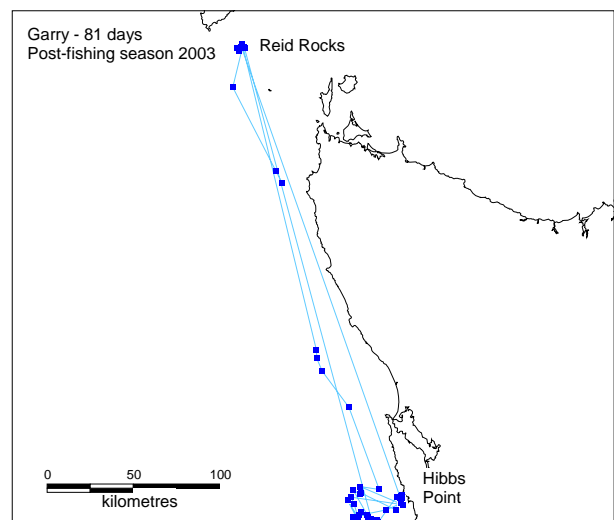 Garry - 81 days
Post-fishing season 2003
Reid Rocks
Hibbs
Point
0 50 100
kilometres